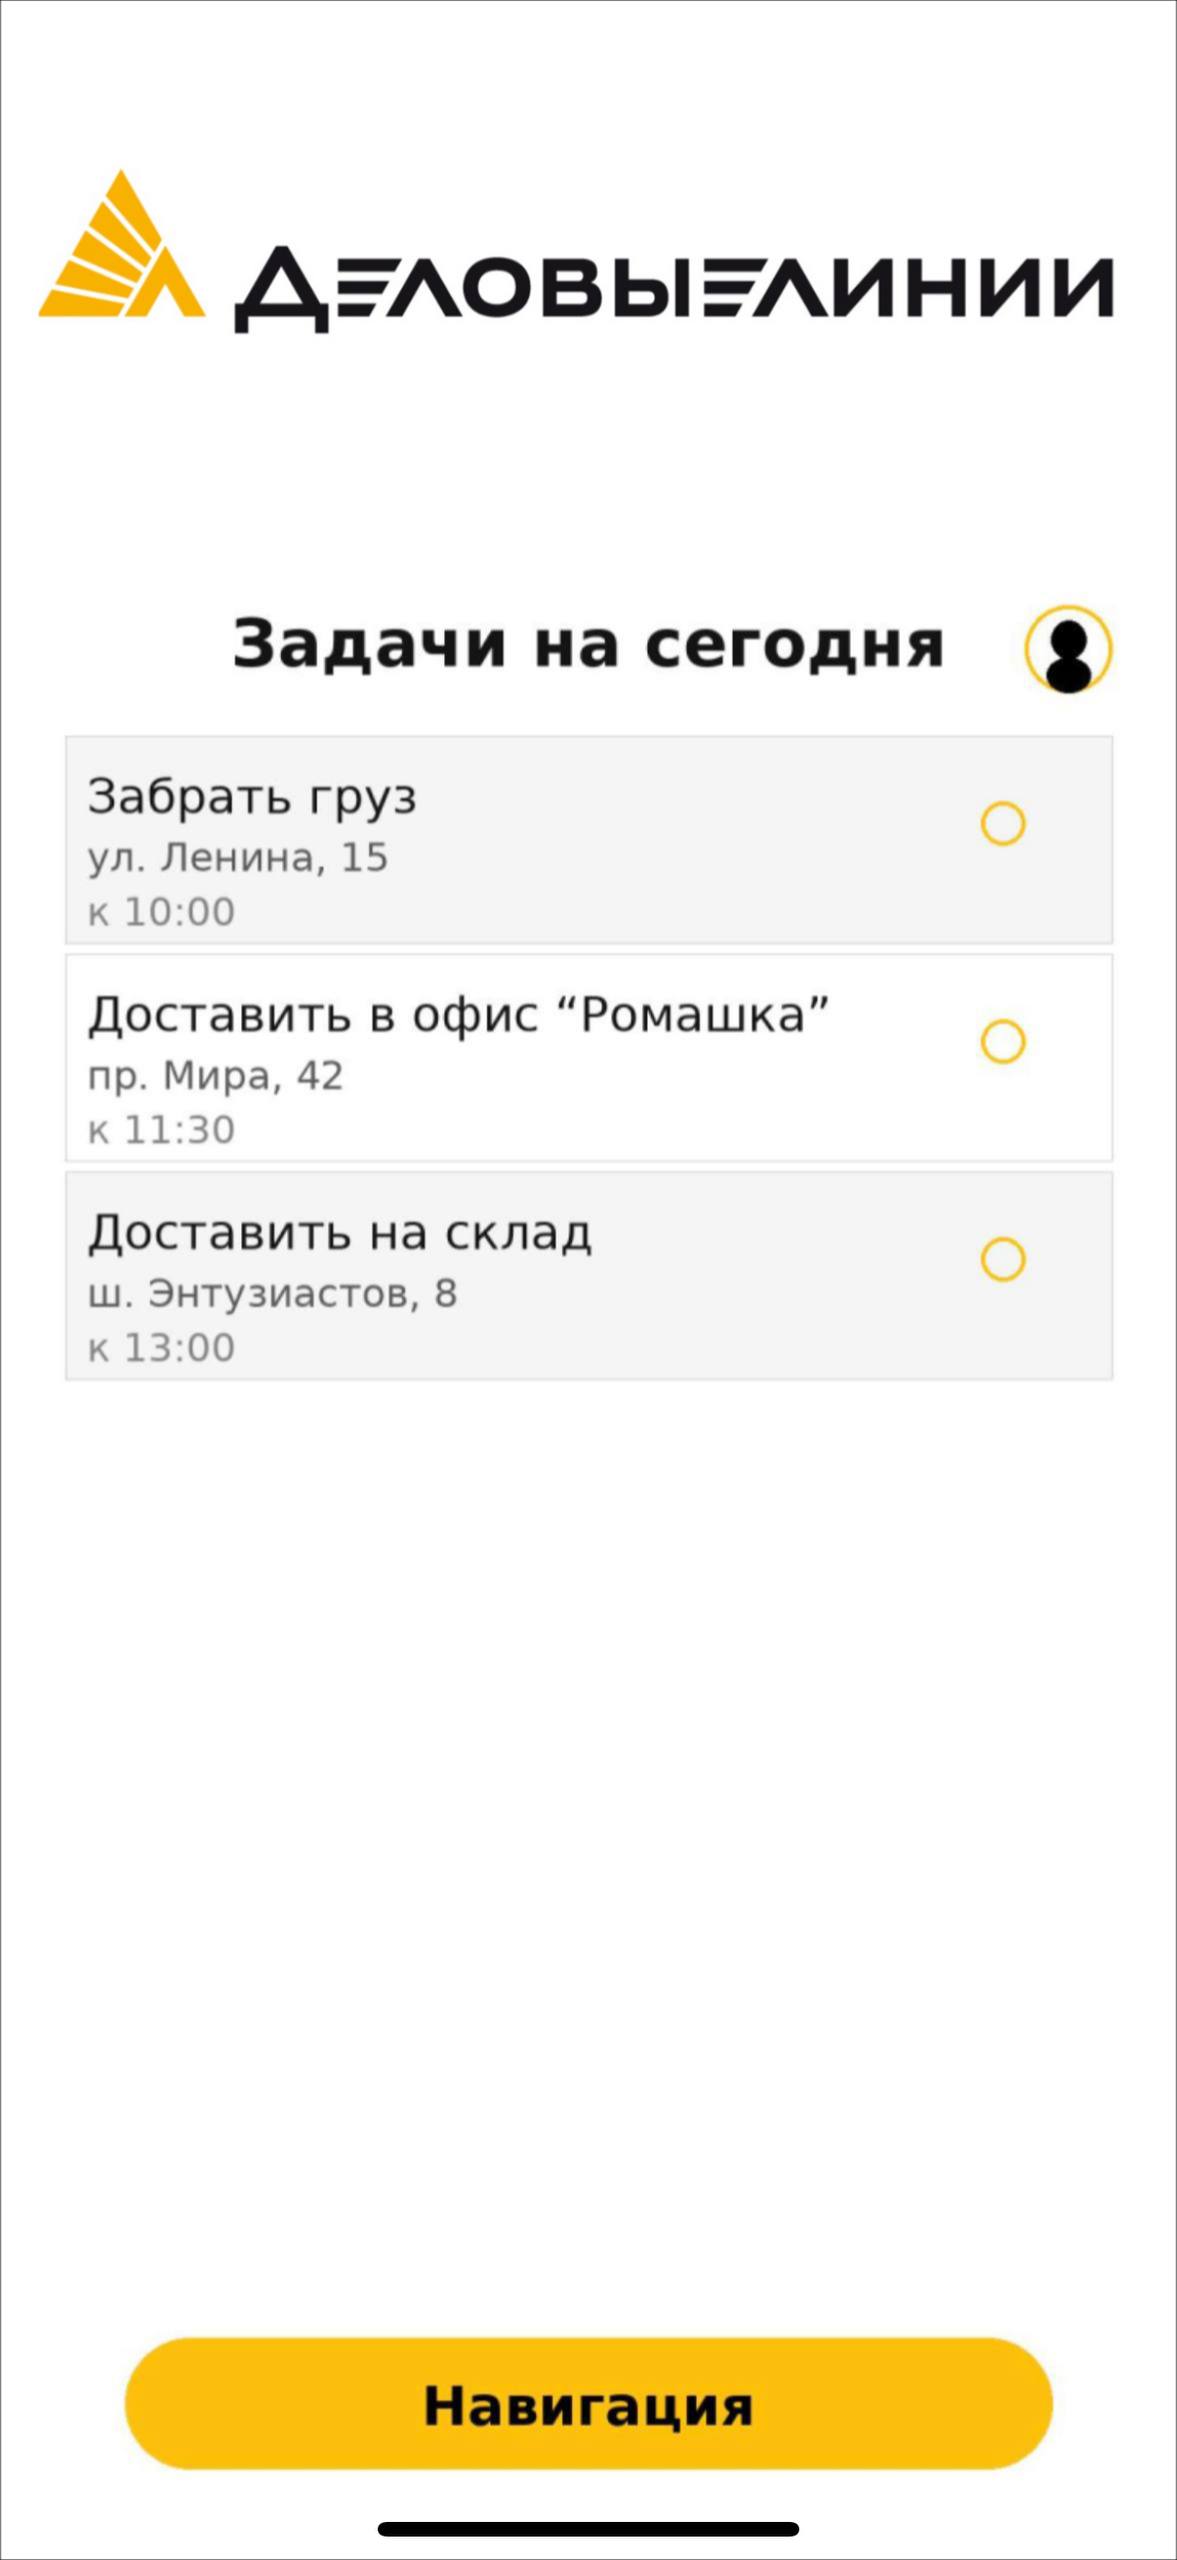 ДЕЛОВЫЕЛИНИИ
Задачи на сегодня
Забрать груз
ул. Ленина, 15
к 10:00
Доставить в офис “Ромашка”
пр. Мира, 42
к 11:30
Доставить на склад
ш. Энтузиастов, 8
к 13:00
Навигация